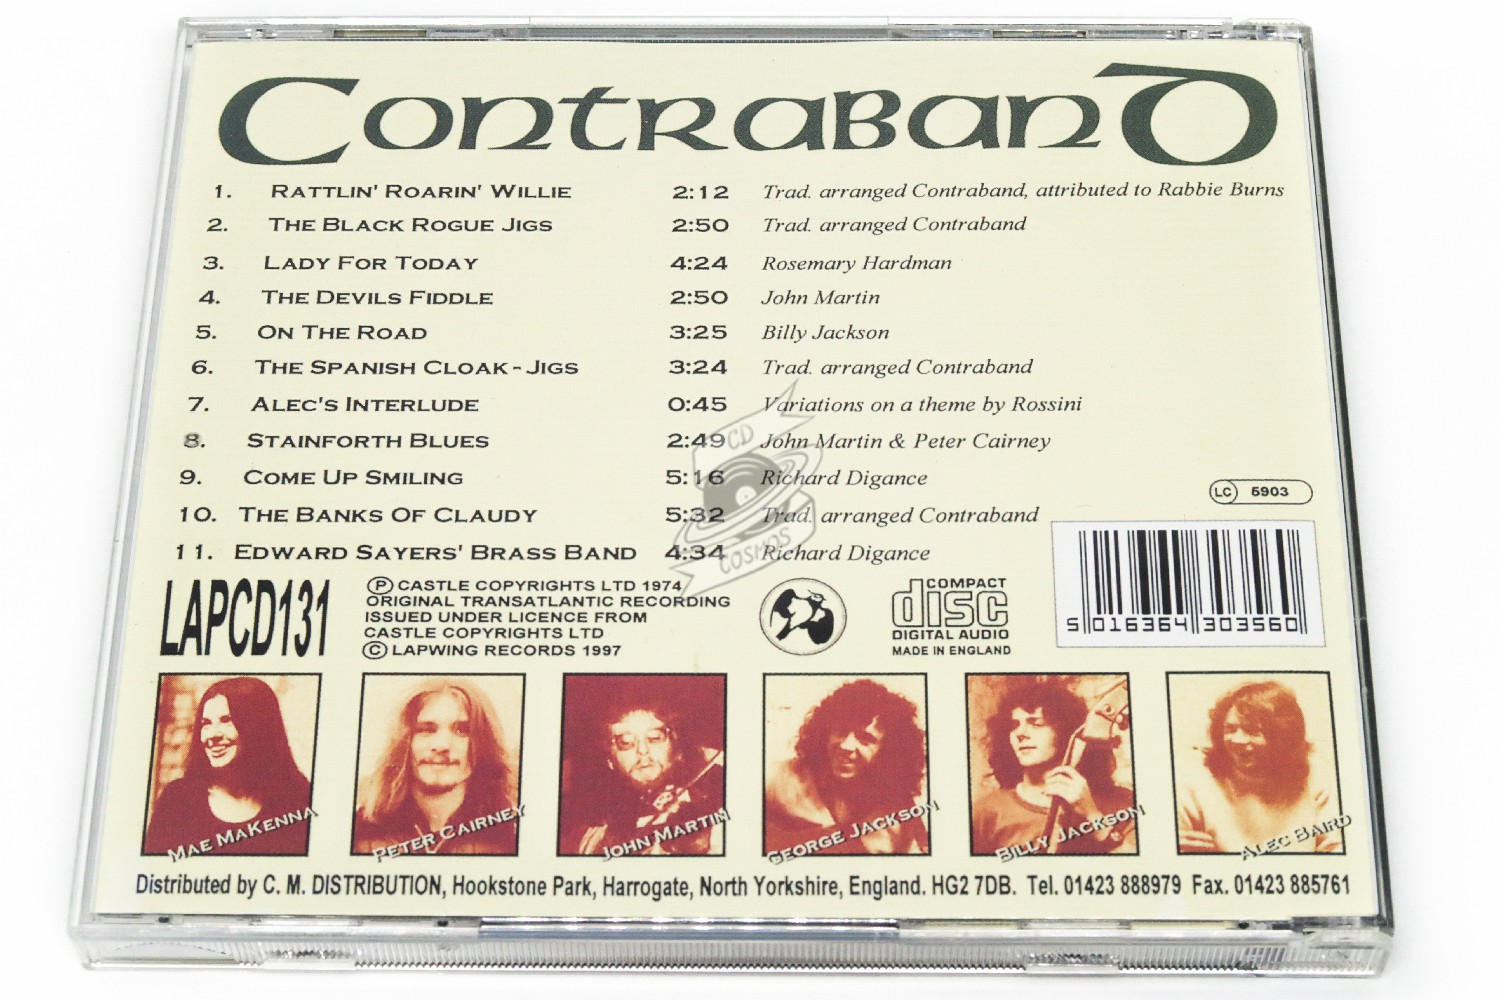 Contraband
1. Rattlin' Roarin' Willie 2:12 Trad. arranged Contraband, attributed to Rabbie Burns
2. The Black Rogue Jigs 2:50 Trad. arranged Contraband
3. Lady For Today 4:24 Rosemary Hardman
4. The Devils Fiddle 2:50 John Martin
5. On The Road 3:25 Billy Jackson
6. The Spanish Cloak - Jigs 3:24 Trad. arranged Contraband
7. Alec's Interlude 0:45 Variations on a theme by Rossini
8. Stainforth Blues 2:49 John Martin & Peter Cairney
9. Come Up Smiling 5:16 Richard Digance
10. The Banks Of Claudy 5:32 Trad. arranged Contraband
11. Edward Sayers' Brass Band 4:34 Richard Digance
CD
COSMOS
LC 5903
LAPCD131
Ⓟ CASTLE COPYRIGHTS LTD 1974
ORIGINAL TRANSATLANTIC RECORDING
ISSUED UNDER LICENCE FROM
CASTLE COPYRIGHTS LTD
© LAPWING RECORDS 1997
COMPACT
disc
DIGITAL AUDIO
MADE IN ENGLAND
5 016364 303560
Mae MaKenna
Peter Cairney
John Martin
George Jackson
Billy Jackson
Alec Baird
Distributed by C. M. DISTRIBUTION, Hookstone Park, Harrogate, North Yorkshire, England. HG2 7DB. Tel. 01423 888979 Fax. 01423 885761